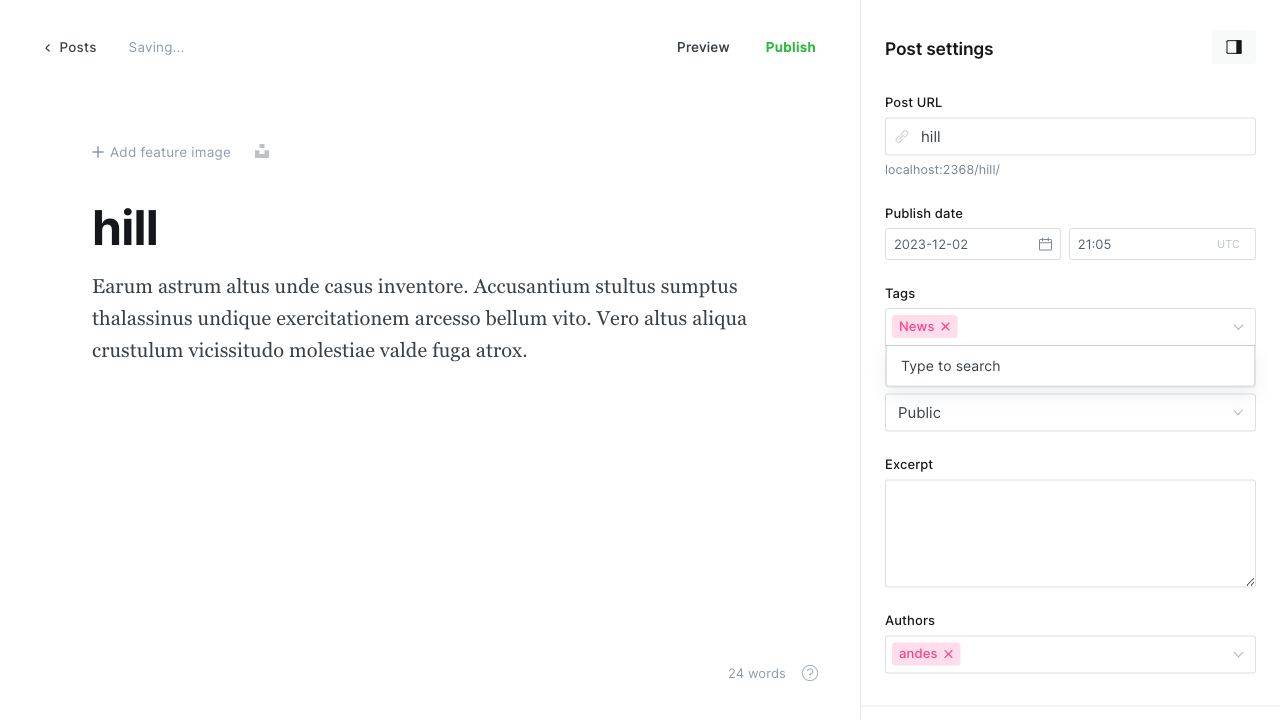 Posts
Saving...
Preview
Publish
Add feature image
hill
Earum astrum altus unde casus inventore. Accusantium stultus sumptus
thalassinus undique exercitationem arcesso bellum vito. Vero altus aliqua
crustulum vicissitudo molestiae valde fuga atrox.
24 words
?
Post settings
Post URL
hill
localhost:2368/hill/
Publish date
2023-12-02
21:05
UTC
Tags
News
Type to search
Public
Excerpt
Authors
andes